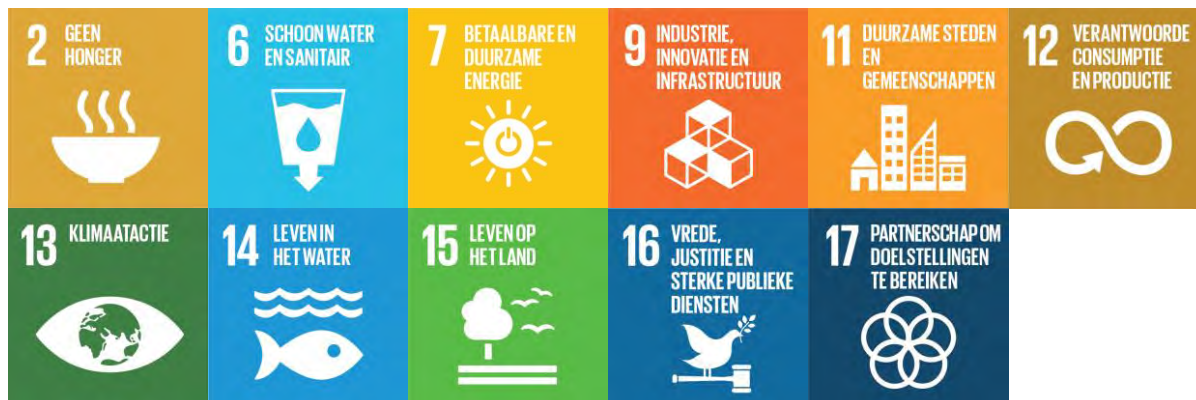 2 GEEN
HONGER
6 SCHOON WATER
EN SANITAIR
7 BETAALBARE EN
DUURZAME
ENERGIE
9 INDUSTRIE,
INNOVATIE EN
INFRASTRUCTUUR
11 DUURZAME STEDEN
EN
GEMEENSCHAPPEN
12 VERANTWOORDE
CONSUMPTIE
EN PRODUCTIE
13 KLIMAATACTIE
14 LEVEN IN
HET WATER
15 LEVEN OP
HET LAND
16 VREDE,
JUSTITIE EN
STERKE PUBLIEKE
DIENSTEN
17 PARTNERSCHAP OM
DOELSTELLINGEN
TE BEREIKEN